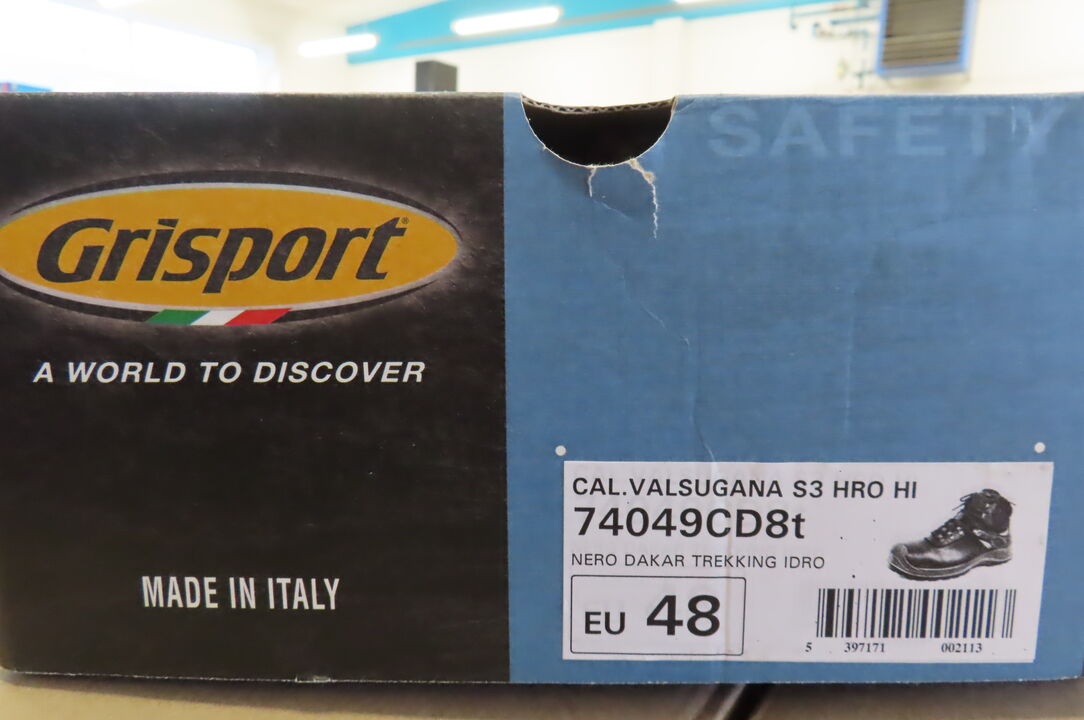 Grisport®
A WORLD TO DISCOVER
MADE IN ITALY
SAFETY
CAL.VALSUGANA S3 HRO HI
74049CD8t
NERO DAKAR TREKKING IDRO
EU 48
5 397171 002113